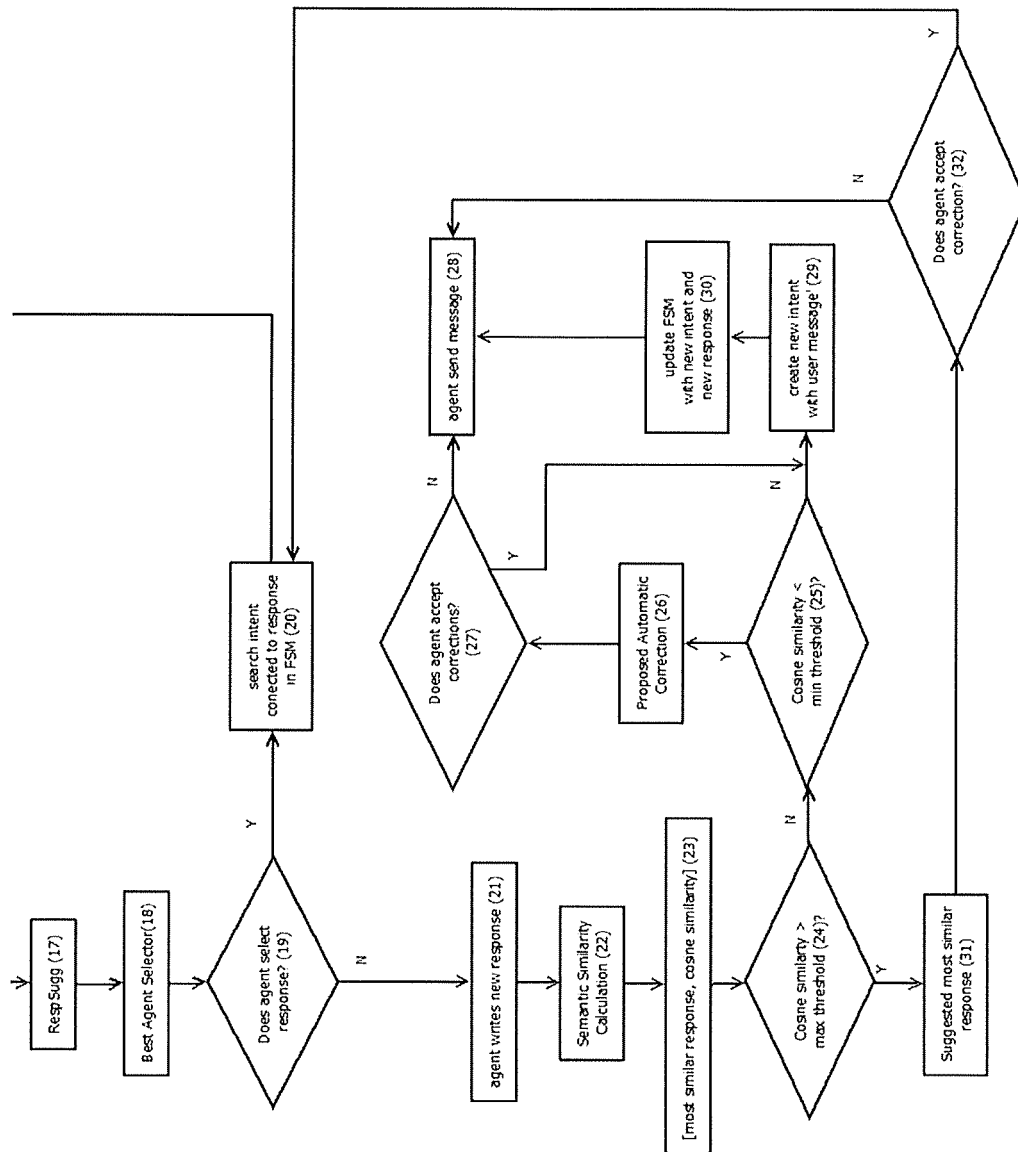 RespSugg (17)
Best Agent Selector(18)
Does agent select
response? (19)
Y
N
search intent
conected to response
in FSM (20)
agent writes new response (21)
Semantic Similarity
Calculation (22)
[most similar response, cosine similarity] (23)
Cosine similarty >
max threshold (24)?
N
Y
Cosine similarity <
min threshold (25)?
Y
N
Proposed Automatic
Correction (26)
Does agent accept
corrections?
(27)
N
Y
agent send message (28)
create new intent
with user message' (29)
update FSM
with new intent and
new response (30)
Suggested most similar
response (31)
Does agent accept
correction? (32)
N
Y